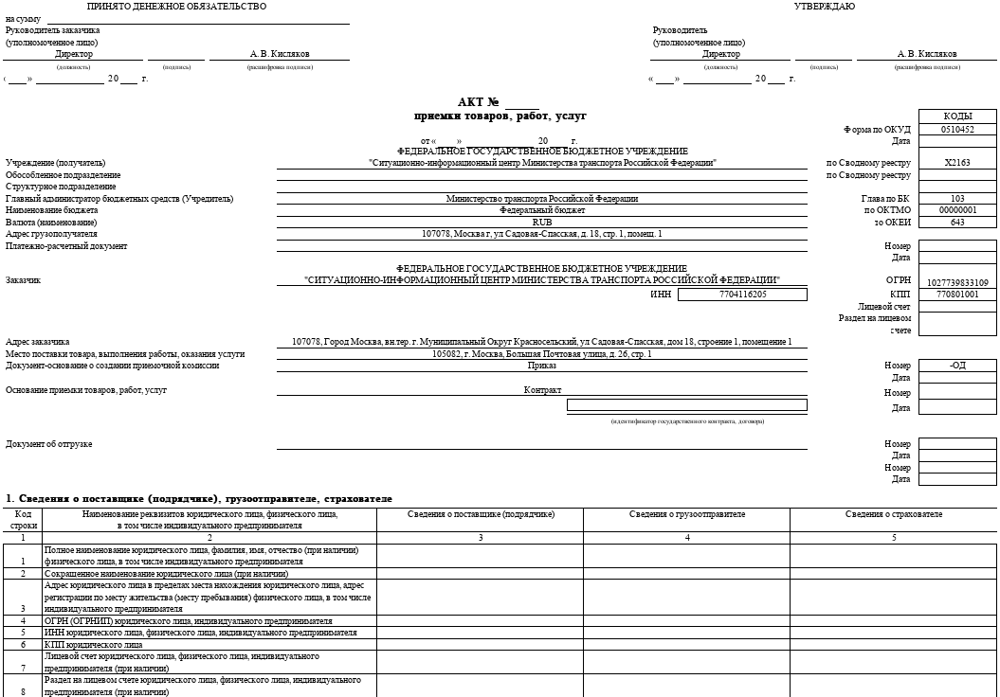 ПРИНЯТО ДЕНЕЖНОЕ ОБЯЗАТЕЛЬСТВО
УТВЕРЖДАЮ
на сумму
Руководитель заказчика
Руководитель
(уполномоченное лицо)
(уполномоченное лицо)
Директор А. В. Кисляков
Директор А. В. Кисляков
(должность) (подпись) (расшифровка подписи)
(должность) (подпись) (расшифровка подписи)
« » 20 г.
« » 20 г.
АКТ №
приемки товаров, работ, услуг
КОДЫ
Форма по ОКУД 0510452
от « » 20 г. Дата
ФЕДЕРАЛЬНОЕ ГОСУДАРСТВЕННОЕ БЮДЖЕТНОЕ УЧРЕЖДЕНИЕ
Учреждение (получатель) "Ситуационно-информационный центр Министерства транспорта Российской Федерации" по Сводному реестру X2163
Обособленное подразделение по Сводному реестру
Структурное подразделение
Главный администратор бюджетных средств (Учредитель) Министерство транспорта Российской Федерации Глава по БК 103
Наименование бюджета Федеральный бюджет по ОКТМО 00000001
Валюта (наименование) RUB по ОКЕИ 643
Адрес грузополучателя 107078, Москва г, ул Садовая-Спасская, д. 18, стр. 1, помещ. 1
Платежно-расчетный документ Номер
Дата
ФЕДЕРАЛЬНОЕ ГОСУДАРСТВЕННОЕ БЮДЖЕТНОЕ УЧРЕЖДЕНИЕ
Заказчик "СИТУАЦИОННО-ИНФОРМАЦИОННЫЙ ЦЕНТР МИНИСТЕРСТВА ТРАНСПОРТА РОССИЙСКОЙ ФЕДЕРАЦИИ" ОГРН 1027739833109
ИНН 7704116205 КПП 770801001
Лицевой счет
Раздел на лицевом
счете
Адрес заказчика 107078, Город Москва, вн.тер. г. Муниципальный Округ Красносельский, ул Садовая-Спасская, дом 18, строение 1, помещение 1
Место поставки товара, выполнения работы, оказания услуги 105082, г. Москва, Большая Почтовая улица, д. 26, стр. 1
Документ-основание о создании приемочной комиссии Приказ Номер -ОД
Дата
Основание приемки товаров, работ, услуг Контракт Номер
Дата
(идентификатор государственного контракта, договора)
Документ об отгрузке Номер
Дата
Номер
Дата
1. Сведения о поставщике (подрядчике), грузоотправителе, страхователе
Код Наименование реквизитов юридического лица, физического лица, Сведения о поставщике (подрядчике) Сведения о грузоотправителе Сведения о страхователе
строки в том числе индивидуального предпринимателя
1 2 3 4 5
Полное наименование юридического лица, фамилия, имя, отчество (при наличии)
1 физического лица, в том числе индивидуального предпринимателя
2 Сокращенное наименование юридического лица (при наличии)
Адрес юридического лица в пределах места нахождения юридического лица, адрес
регистрации по месту жительства (месту пребывания) физического лица, в том числе
3 индивидуального предпринимателя
4 ОГРН (ОГРНИП) юридического лица, индивидуального предпринимателя
5 ИНН юридического лица, физического лица, индивидуального предпринимателя
6 КПП юридического лица
Лицевой счет юридического лица, физического лица, индивидуального
7 предпринимателя (при наличии)
Раздел на лицевом счете юридического лица, физического лица, индивидуального
8 предпринимателя (при наличии)